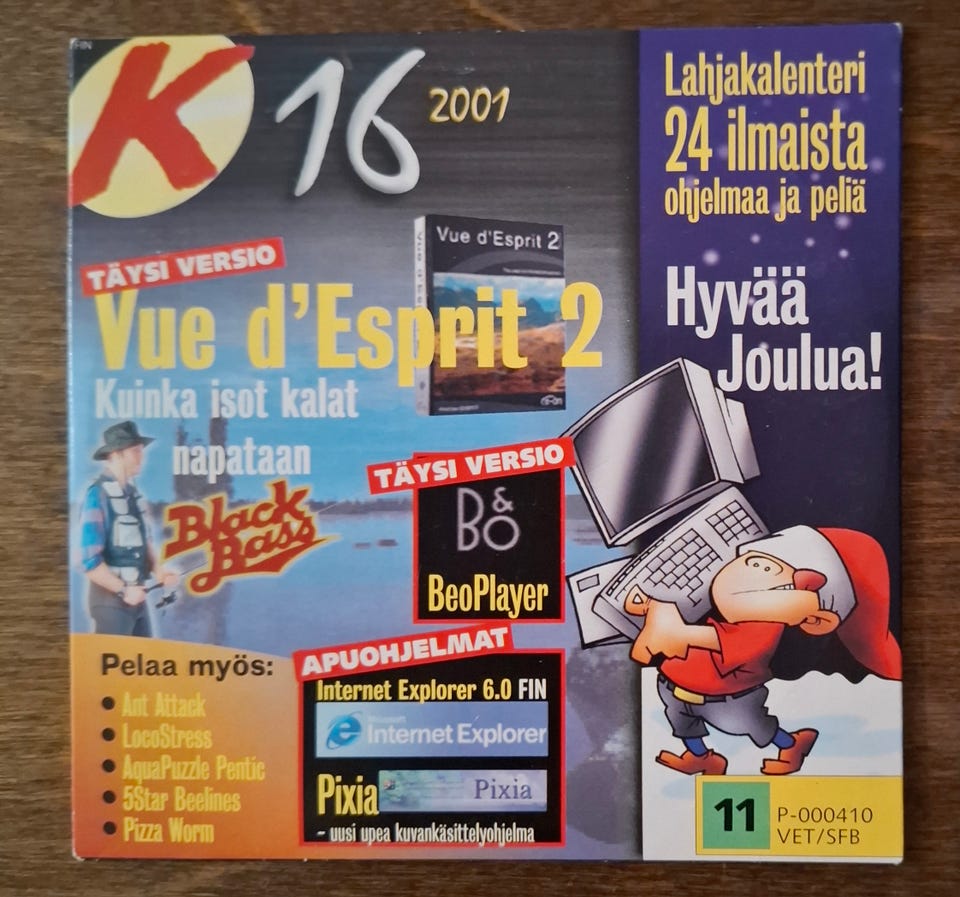 FIN
K 16 2001
TÄYSI VERSIO
Vue d'Esprit 2
Vue d'Esprit 2
Kuinka isot kalat
napataan
Black
Bass
TÄYSI VERSIO
B&O
BeoPlayer
Pelaa myös:
Ant Attack
LocoStress
AquaPuzzle Pentic
5Star Beelines
Pizza Worm
APUOHJELMAT
Internet Explorer 6.0 FIN
Microsoft
Internet Explorer
Pixia
Pixia
- uusi upea kuvankäsittelyohjelma
Lahjakalenteri
24 ilmaista
ohjelmaa ja peliä
Hyvää
Joulua!
11
P-000410
VET/SFB